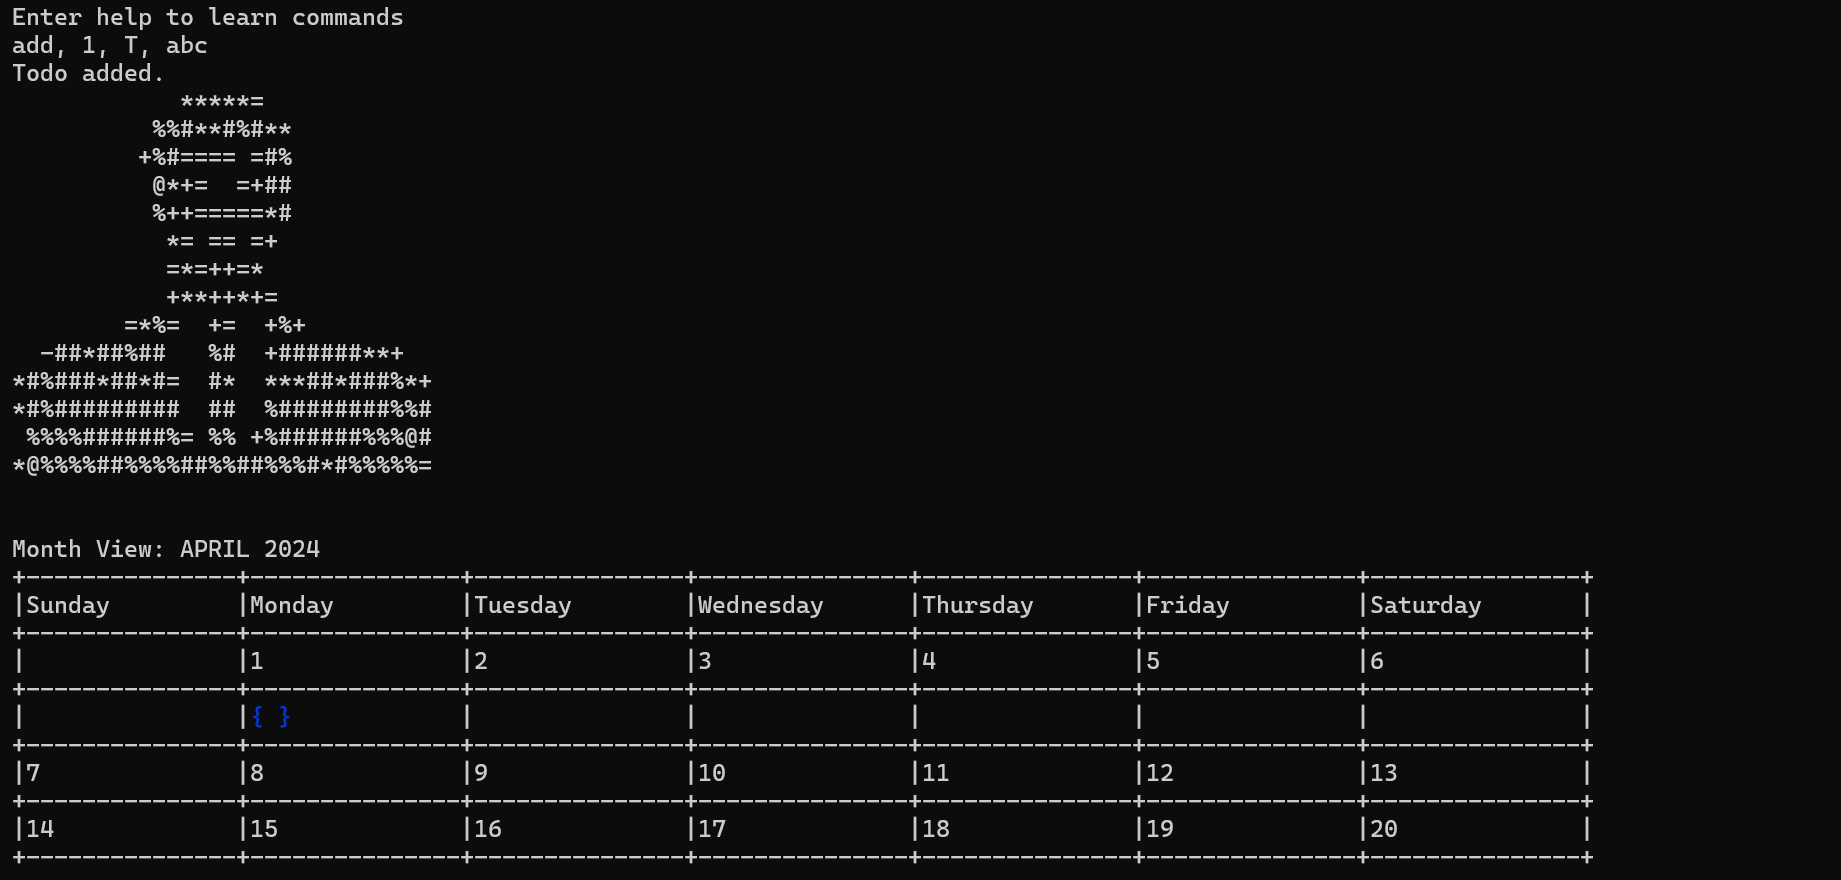 Enter help to learn commands
add, 1, T, abc
Todo added.
            *****=
          %%#**#%#**
         +%#==== =#%
          @*+=  =+##
          %++=====*#
           *= == =+
           =*=++=*
           +**++*+=
        =*%=  +=  +%+
  -##*##%##   %#  +######**+
*#%###*##*#=  #*  ***##*###%*+
*#%#########  ##  %########%%#
 %%%%######%= %% +%######%%%@#
*@%%%%##%%%%##%%##%%%#*#%%%%%=
Month View: APRIL 2024
+---------------+---------------+---------------+---------------+---------------+---------------+---------------+
|Sunday         |Monday         |Tuesday        |Wednesday      |Thursday       |Friday         |Saturday       |
+---------------+---------------+---------------+---------------+---------------+---------------+---------------+
|               |1              |2              |3              |4              |5              |6              |
+---------------+---------------+---------------+---------------+---------------+---------------+---------------+
|               |{ }            |               |               |               |               |               |
+---------------+---------------+---------------+---------------+---------------+---------------+---------------+
|7              |8              |9              |10             |11             |12             |13             |
+---------------+---------------+---------------+---------------+---------------+---------------+---------------+
|14             |15             |16             |17             |18             |19             |20             |
+---------------+---------------+---------------+---------------+---------------+---------------+---------------+